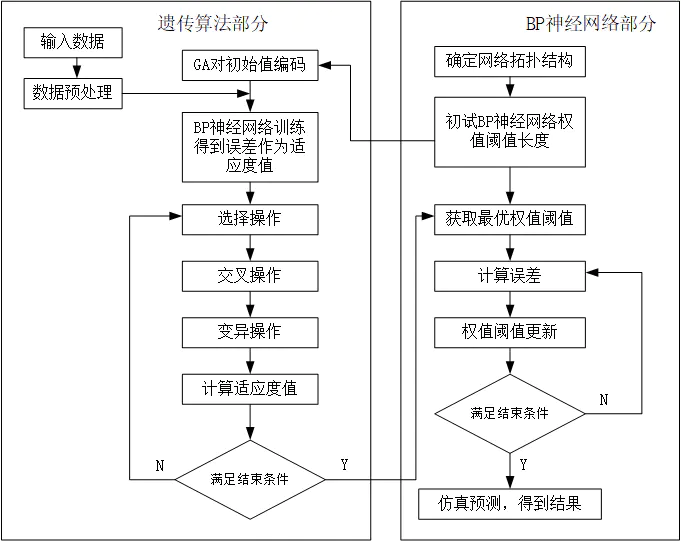 遗传算法部分
输入数据
数据预处理
GA对初始值编码
BP神经网络训练
得到误差作为适
应度值
选择操作
交叉操作
变异操作
计算适应度值
满足结束条件
N
Y
BP神经网络部分
确定网络拓扑结构
初试BP神经网络权
值阈值长度
获取最优权值阈值
计算误差
权值阈值更新
满足结束条件
N
Y
仿真预测，得到结果